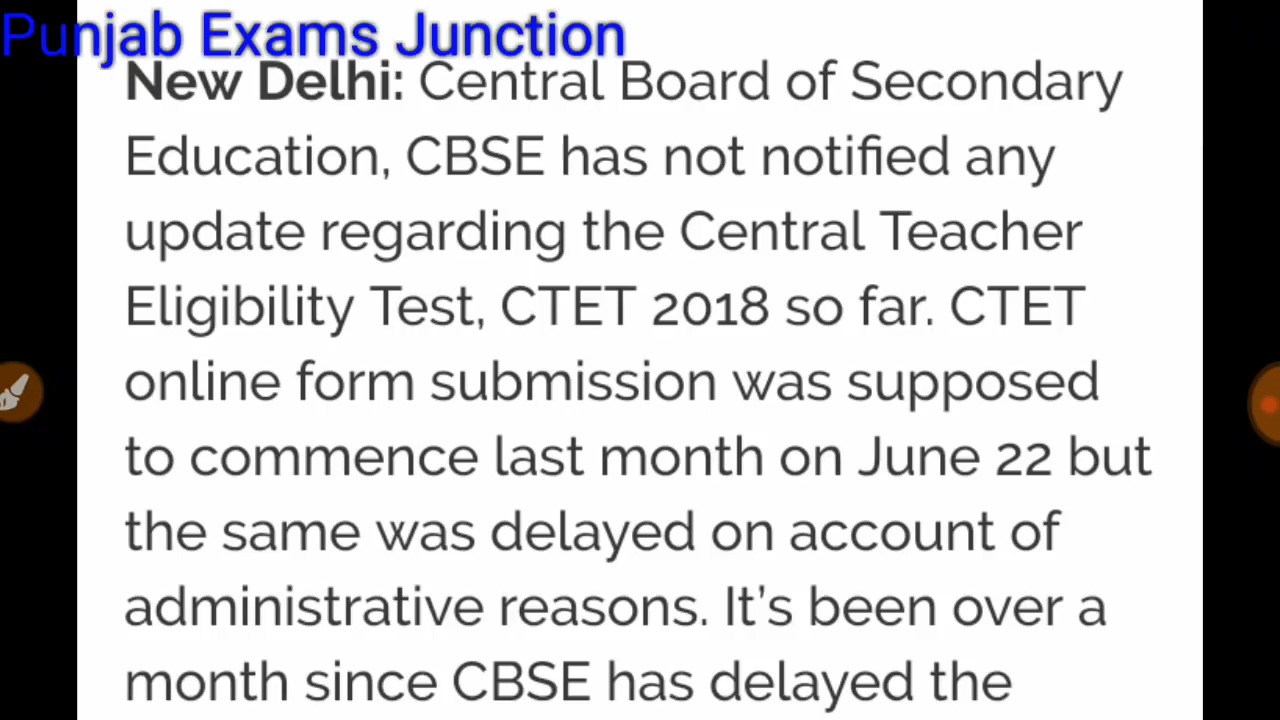 Punjab Exams Junction
New Delhi: Central Board of Secondary
Education, CBSE has not notified any
update regarding the Central Teacher
Eligibility Test, CTET 2018 so far. CTET
online form submission was supposed
to commence last month on June 22 but
the same was delayed on account of
administrative reasons. It’s been over a
month since CBSE has delayed the